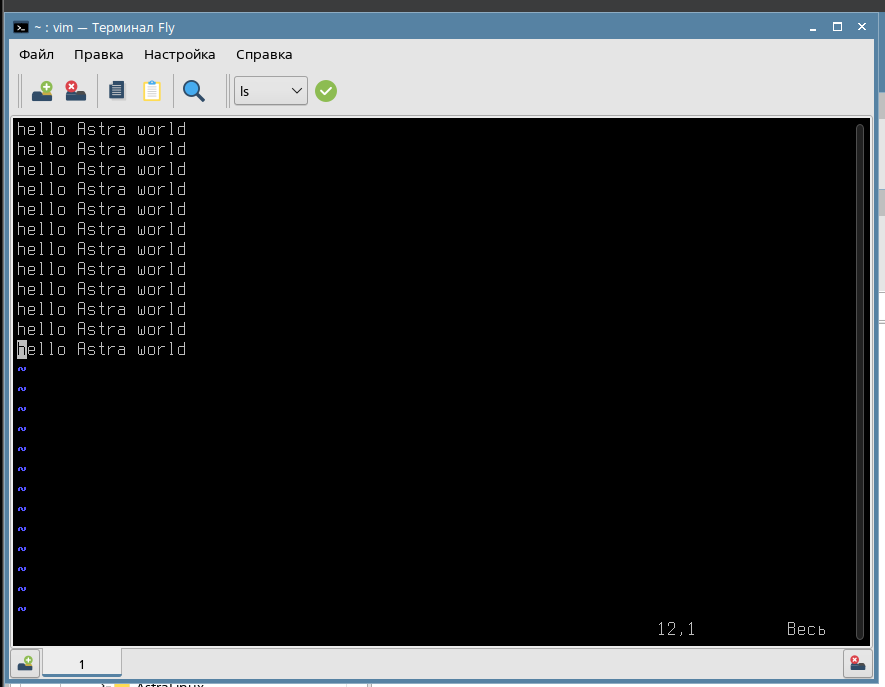 ~ : vim — Терминал Fly
Файл Правка Настройка Справка
ls
hello Astra world
hello Astra world
hello Astra world
hello Astra world
hello Astra world
hello Astra world
hello Astra world
hello Astra world
hello Astra world
hello Astra world
hello Astra world
hello Astra world
~
~
~
~
~
~
~
~
~
~
~
~
~
12,1 Весь
1
AstraLinux